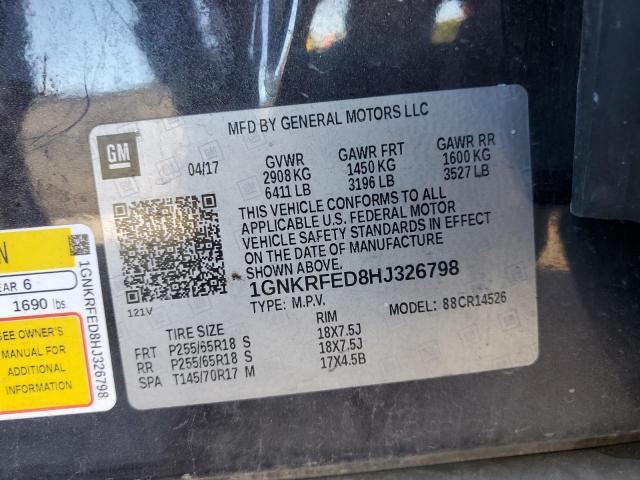 MFD BY GENERAL MOTORS LLC
GM
04/17
GVWR GAWR FRT GAWR RR
2908 KG 1450 KG 1600 KG
6411 LB 3196 LB 3527 LB
THIS VEHICLE CONFORMS TO ALL
APPLICABLE U.S. FEDERAL MOTOR
VEHICLE SAFETY STANDARDS IN EFFECT
ON THE DATE OF MANUFACTURE
SHOWN ABOVE.
1GNKRFED8HJ326798
121V
TYPE: M.P.V. MODEL: 88CR14526
TIRE SIZE RIM
FRT P255/65R18 S 18X7.5J
RR P255/65R18 S 18X7.5J
SPA T145/70R17 M 17X4.5B
N
EAR 6
1690 lbs.
SEE OWNER'S
MANUAL FOR
ADDITIONAL
INFORMATION
1GNKRFED8HJ326798